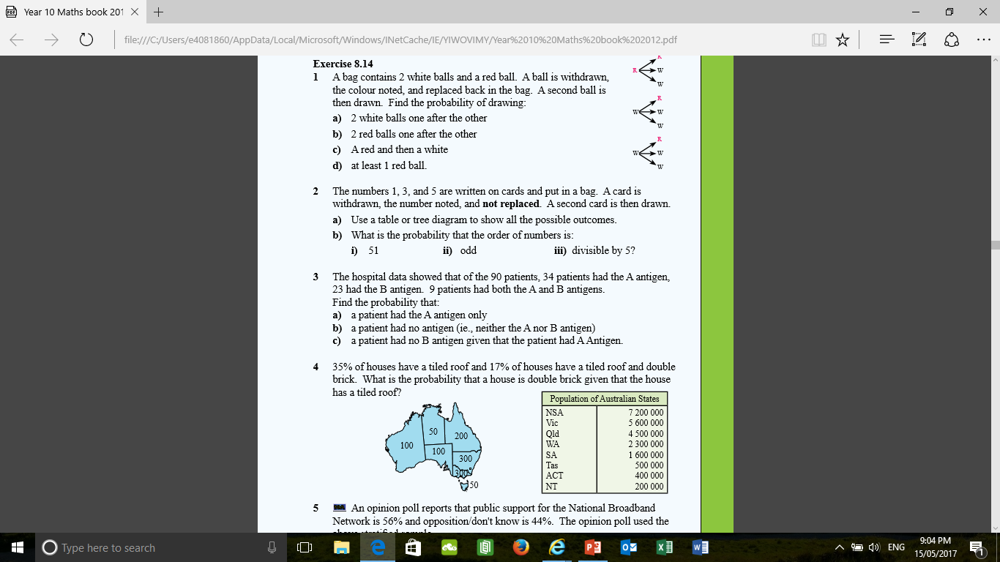 Year 10 Maths book 201
file:///C:/Users/e4081860/AppData/Local/Microsoft/Windows/INetCache/IE/YIWOVIMY/Year%2010%20Maths%20book%202012.pdf
Exercise 8.14
1 A bag contains 2 white balls and a red ball. A ball is withdrawn,
the colour noted, and replaced back in the bag. A second ball is
then drawn. Find the probability of drawing:
a) 2 white balls one after the other
b) 2 red balls one after the other
c) A red and then a white
d) at least 1 red ball.
R
R W
W
R
W W
W
R
W W
W
2 The numbers 1, 3, and 5 are written on cards and put in a bag. A card is
withdrawn, the number noted, and not replaced. A second card is then drawn.
a) Use a table or tree diagram to show all the possible outcomes.
b) What is the probability that the order of numbers is:
i) 51 ii) odd iii) divisible by 5?
3 The hospital data showed that of the 90 patients, 34 patients had the A antigen,
23 had the B antigen. 9 patients had both the A and B antigens.
Find the probability that:
a) a patient had the A antigen only
b) a patient had no antigen (ie., neither the A nor B antigen)
c) a patient had no B antigen given that the patient had A Antigen.
4 35% of houses have a tiled roof and 17% of houses have a tiled roof and double
brick. What is the probability that a house is double brick given that the house
has a tiled roof?
100
50
200
100
300
300
50
Population of Australian States
NSA 7 200 000
Vic 5 600 000
Qld 4 500 000
WA 2 300 000
SA 1 600 000
Tas 500 000
ACT 400 000
NT 200 000
5 An opinion poll reports that public support for the National Broadband
Network is 56% and opposition/don't know is 44%. The opinion poll used the
Type here to search
ENG
9:04 PM
15/05/2017